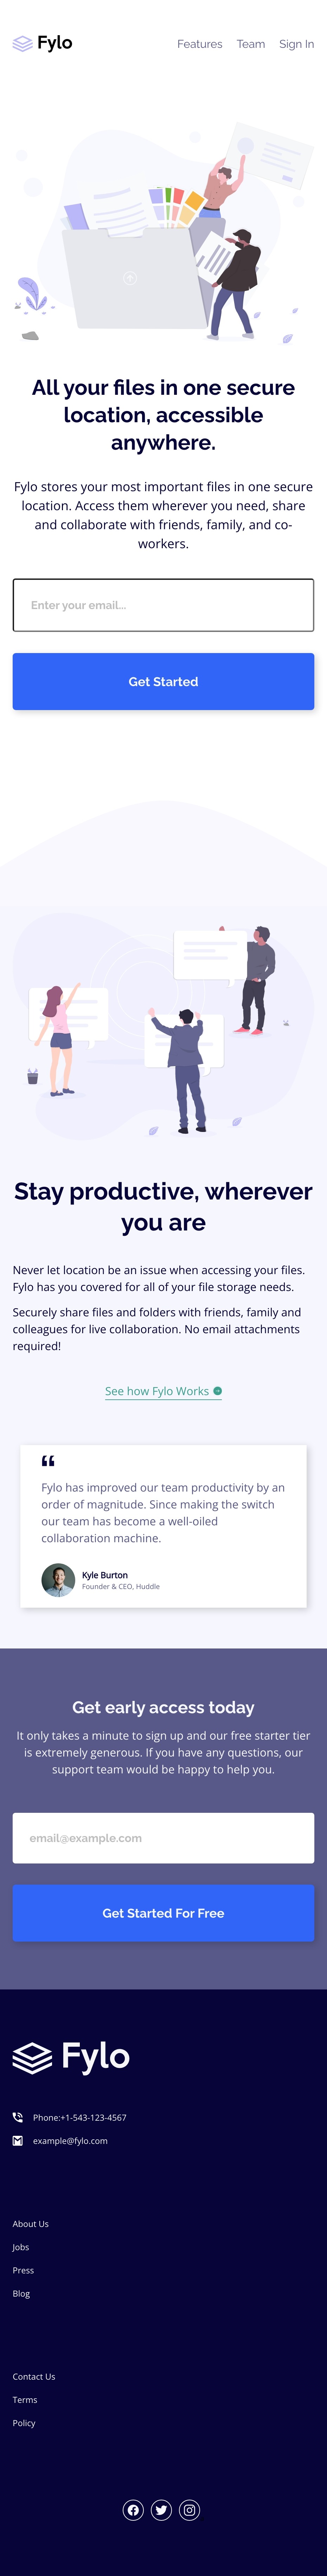 Fylo
Features Team Sign In
All your files in one secure
location, accessible
anywhere.
Fylo stores your most important files in one secure
location. Access them wherever you need, share
and collaborate with friends, family, and co-
workers.
Enter your email...
Get Started
Stay productive, wherever
you are
Never let location be an issue when accessing your files.
Fylo has you covered for all of your file storage needs.
Securely share files and folders with friends, family and
colleagues for live collaboration. No email attachments
required!
See how Fylo Works
“
Fylo has improved our team productivity by an
order of magnitude. Since making the switch
our team has become a well-oiled
collaboration machine.
Kyle Burton
Founder & CEO, Huddle
Get early access today
It only takes a minute to sign up and our free starter tier
is extremely generous. If you have any questions, our
support team would be happy to help you.
email@example.com
Get Started For Free
Fylo
Phone:+1-543-123-4567
example@fylo.com
About Us
Jobs
Press
Blog
Contact Us
Terms
Policy